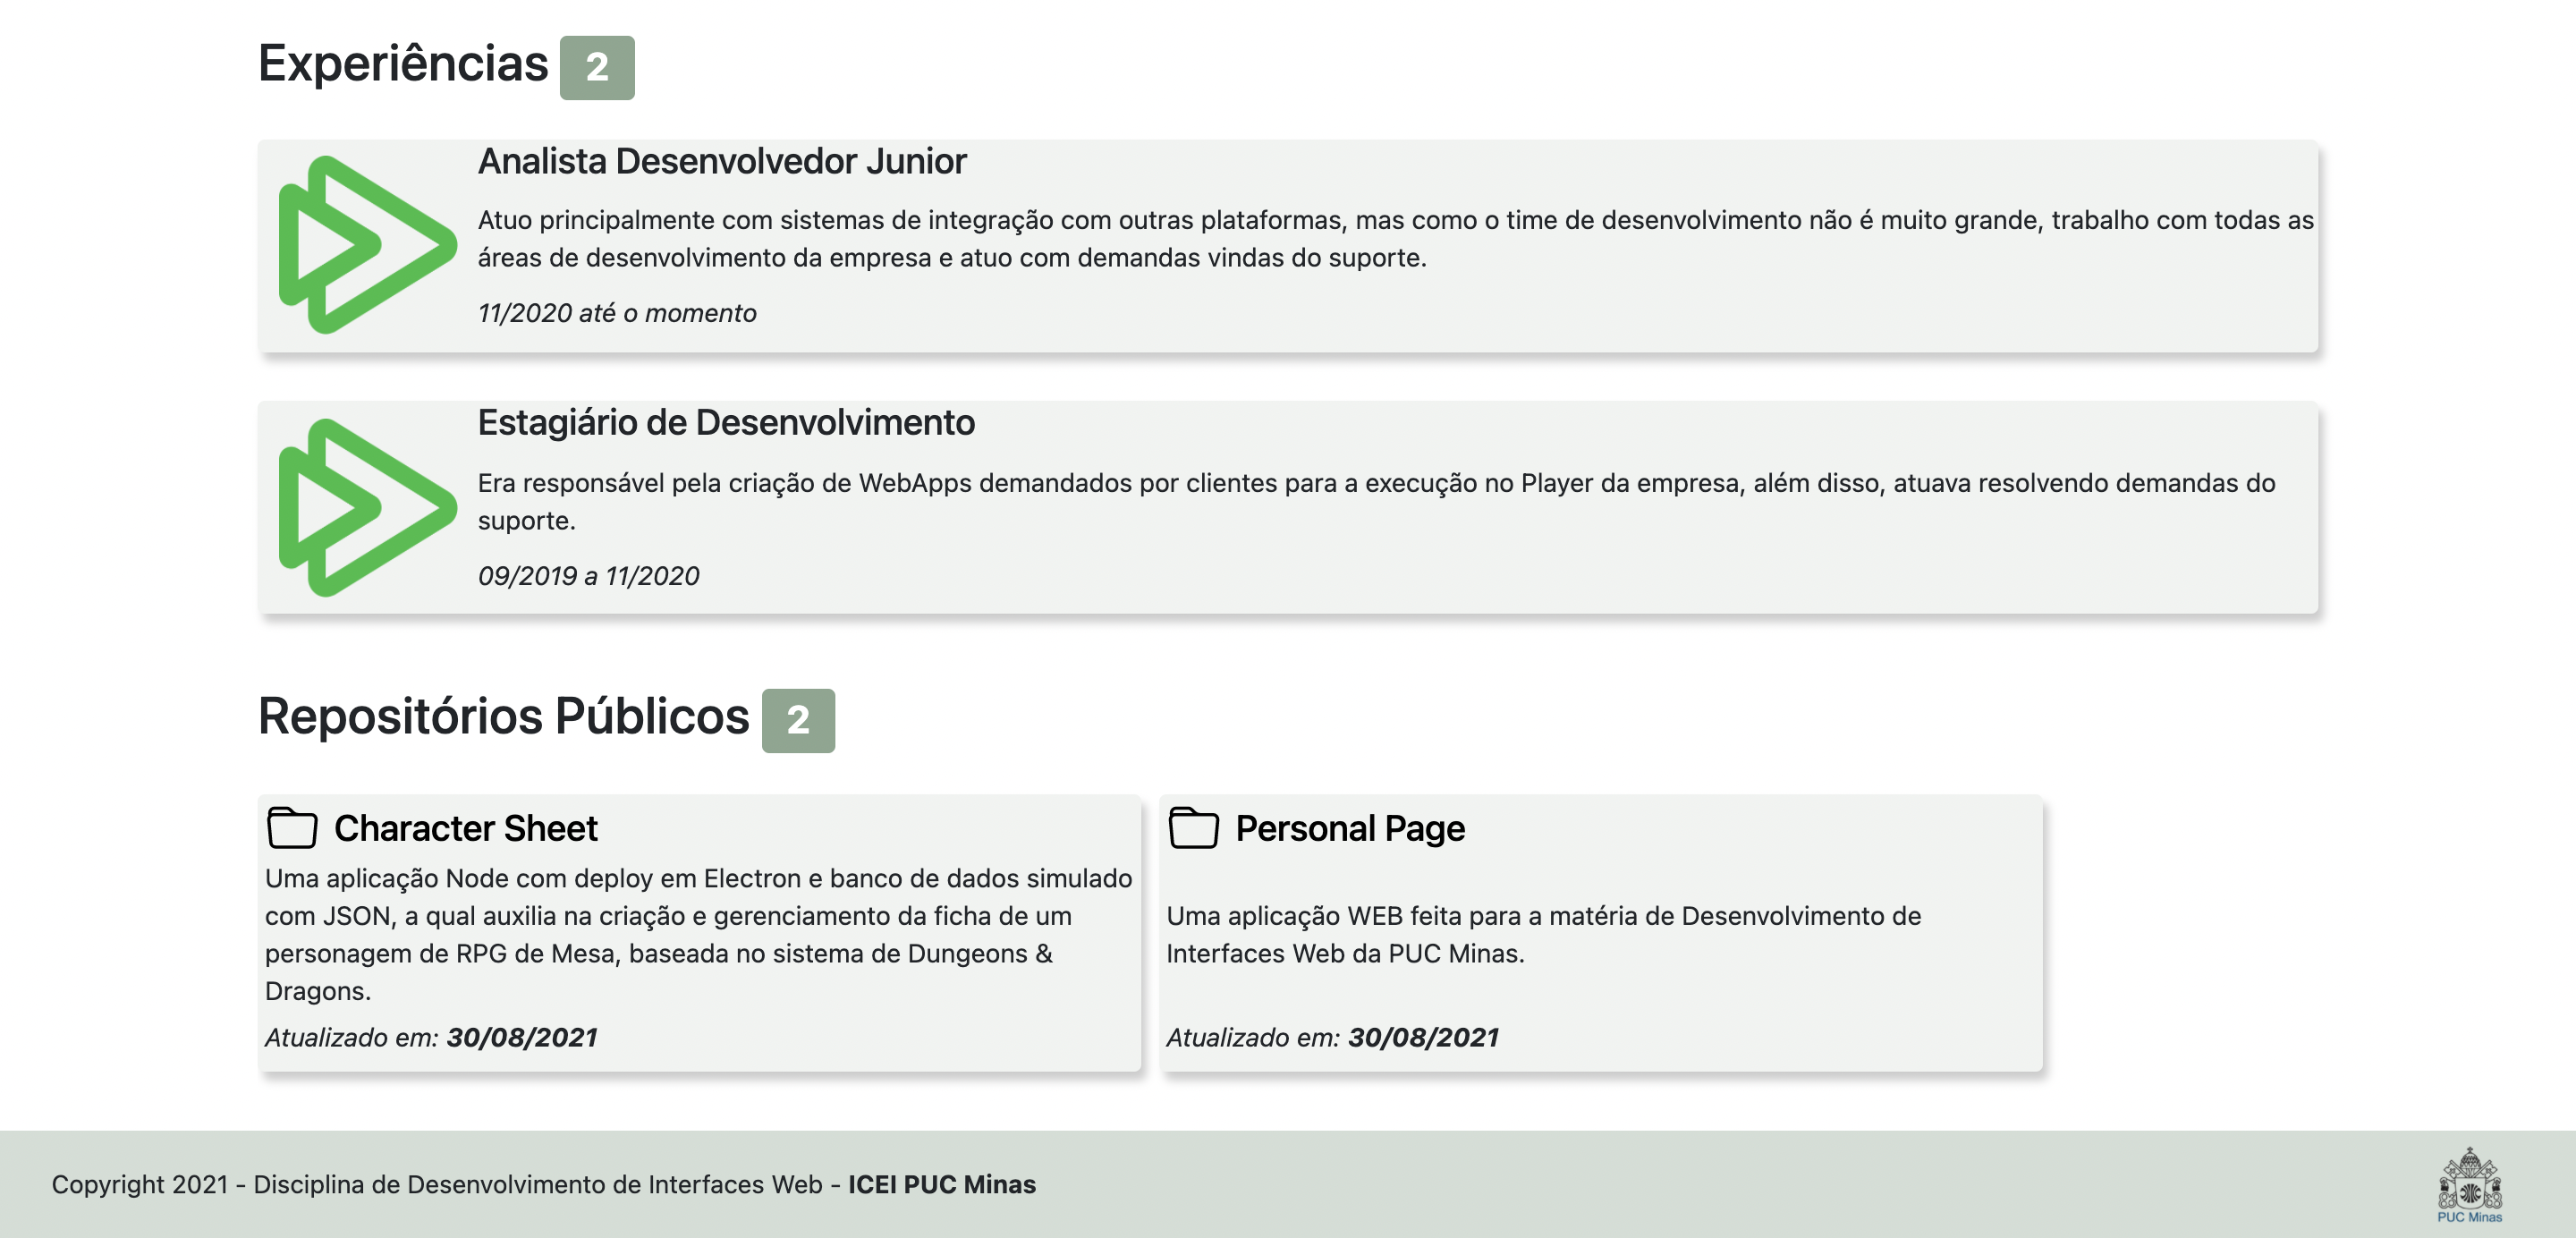 Experiências 2
Analista Desenvolvedor Junior
Atuo principalmente com sistemas de integração com outras plataformas, mas como o time de desenvolvimento não é muito grande, trabalho com todas as
áreas de desenvolvimento da empresa e atuo com demandas vindas do suporte.
11/2020 até o momento
Estagiário de Desenvolvimento
Era responsável pela criação de WebApps demandados por clientes para a execução no Player da empresa, além disso, atuava resolvendo demandas do
suporte.
09/2019 a 11/2020
Repositórios Públicos 2
Character Sheet
Uma aplicação Node com deploy em Electron e banco de dados simulado
com JSON, a qual auxilia na criação e gerenciamento da ficha de um
personagem de RPG de Mesa, baseada no sistema de Dungeons &
Dragons.
Atualizado em: 30/08/2021
Personal Page
Uma aplicação WEB feita para a matéria de Desenvolvimento de
Interfaces Web da PUC Minas.
Atualizado em: 30/08/2021
Copyright 2021 - Disciplina de Desenvolvimento de Interfaces Web - ICEI PUC Minas
PUC Minas